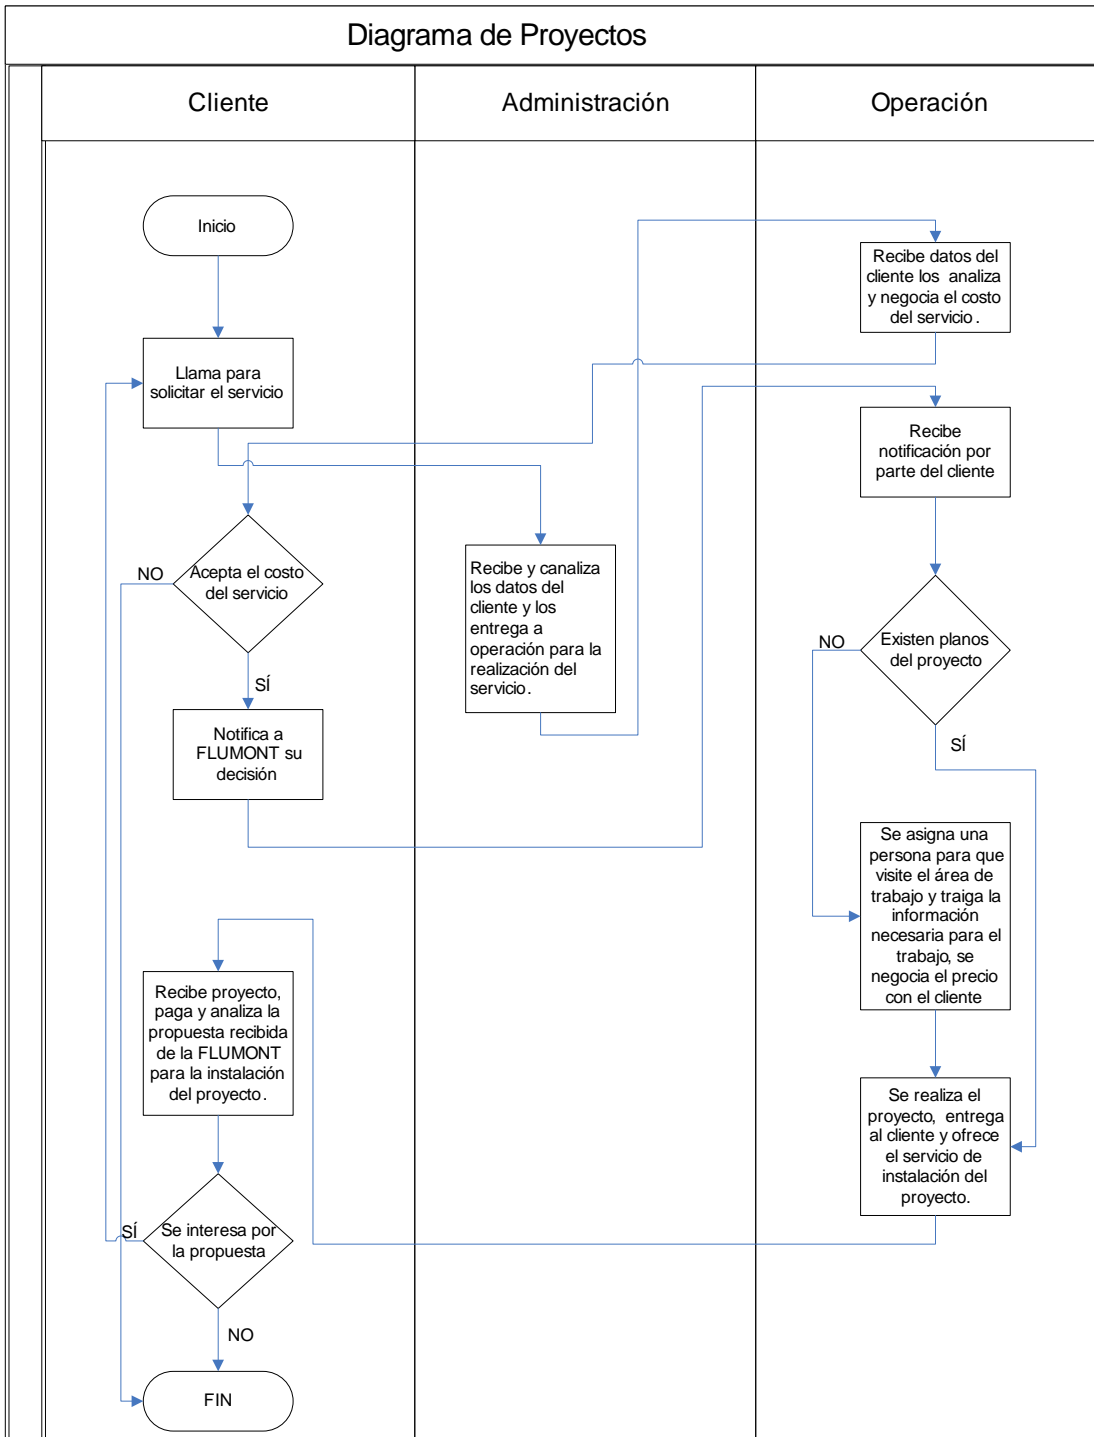 Diagrama de Proyectos
Cliente
Administración
Operación
Inicio
Llama para
solicitar el servicio
Acepta el costo
del servicio
NO
SÍ
Notifica a
FLUMONT su
decisión
Recibe proyecto,
paga y analiza la
propuesta recibida
de la FLUMONT
para la instalación
del proyecto.
Se interesa por
la propuesta
SÍ
NO
FIN
Recibe y canaliza
los datos del
cliente y los
entrega a
operación para la
realización del
servicio.
Recibe datos del
cliente los analiza
y negocia el costo
del servicio.
Recibe
notificación por
parte del cliente
Existen planos
del proyecto
NO
SÍ
Se asigna una
persona para que
visite el área de
trabajo y traiga la
información
necesaria para el
trabajo, se
negocia el precio
con el cliente
Se realiza el
proyecto, entrega
al cliente y ofrece
el servicio de
instalación del
proyecto.